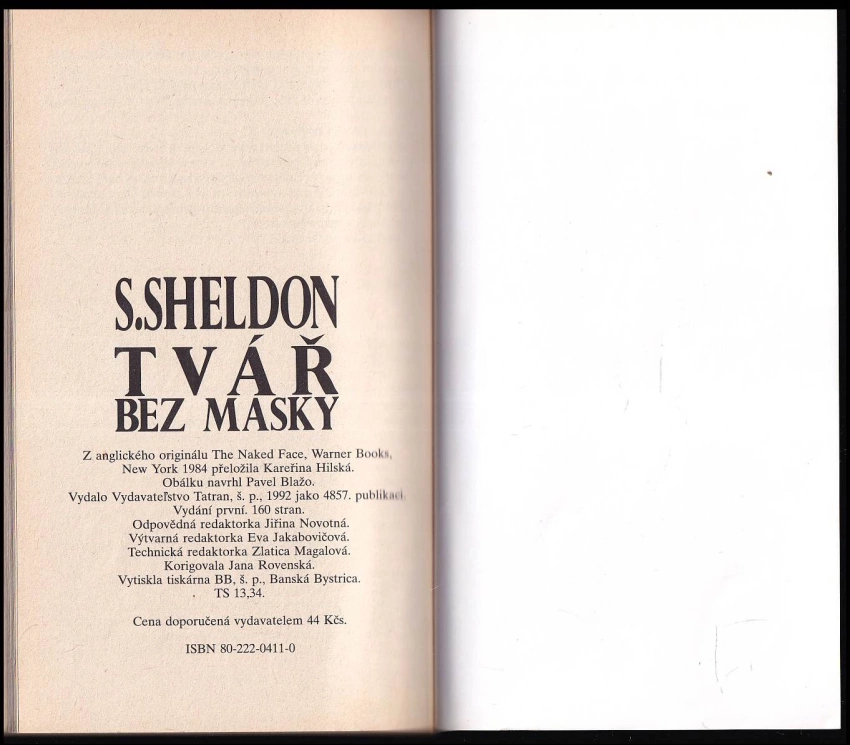 S.SHELDON
TVÁŘ
BEZ MASKY
Z anglického originálu The Naked Face, Warner Books,
New York 1984 přeložila Kareřina Hilská.
Obálku navrhl Pavel Blažo.
Vydalo Vydavateľstvo Tatran, š. p., 1992 jako 4857. publikaci.
Vydání první. 160 stran.
Odpovědná redaktorka Jiřina Novotná.
Výtvarná redaktorka Eva Jakabovičová.
Technická redaktorka Zlatica Magalová.
Korigovala Jana Rovenská.
Vytiskla tiskárna BB, š. p., Banská Bystrica.
TS 13,34.
Cena doporučená vydavatelem 44 Kčs.
ISBN 80-222-0411-0